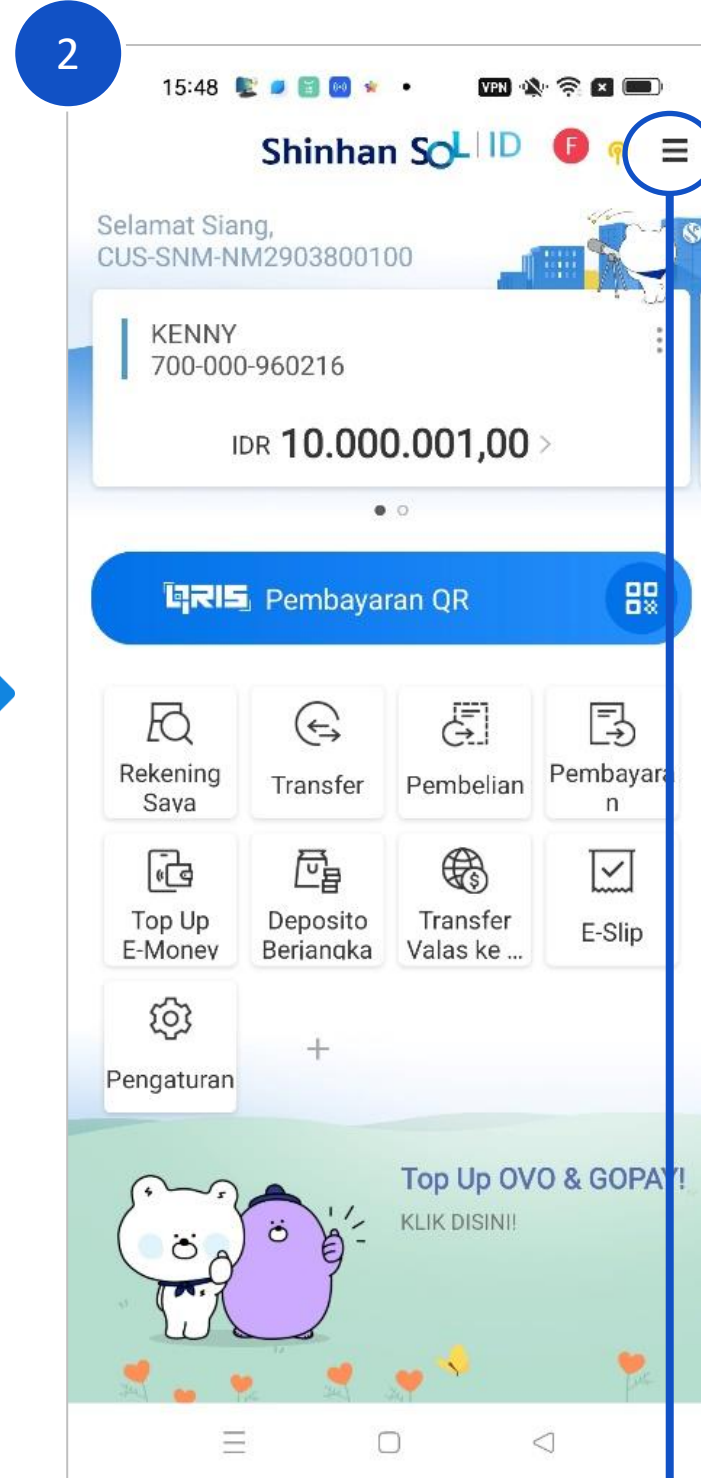 2
15:48
VPN
Shinhan SOL ID
F
Selamat Siang,
CUS-SNM-NM2903800100
KENNY
700-000-960216
IDR 10.000.001,00
QRIS Pembayaran QR
Rekening
Saya
Transfer
Pembelian
Pembayara
n
Top Up
E-Money
Deposito
Berjangka
Transfer
Valas ke ...
E-Slip
Pengaturan
Top Up OVO & GOPAY!
KLIK DISINI!